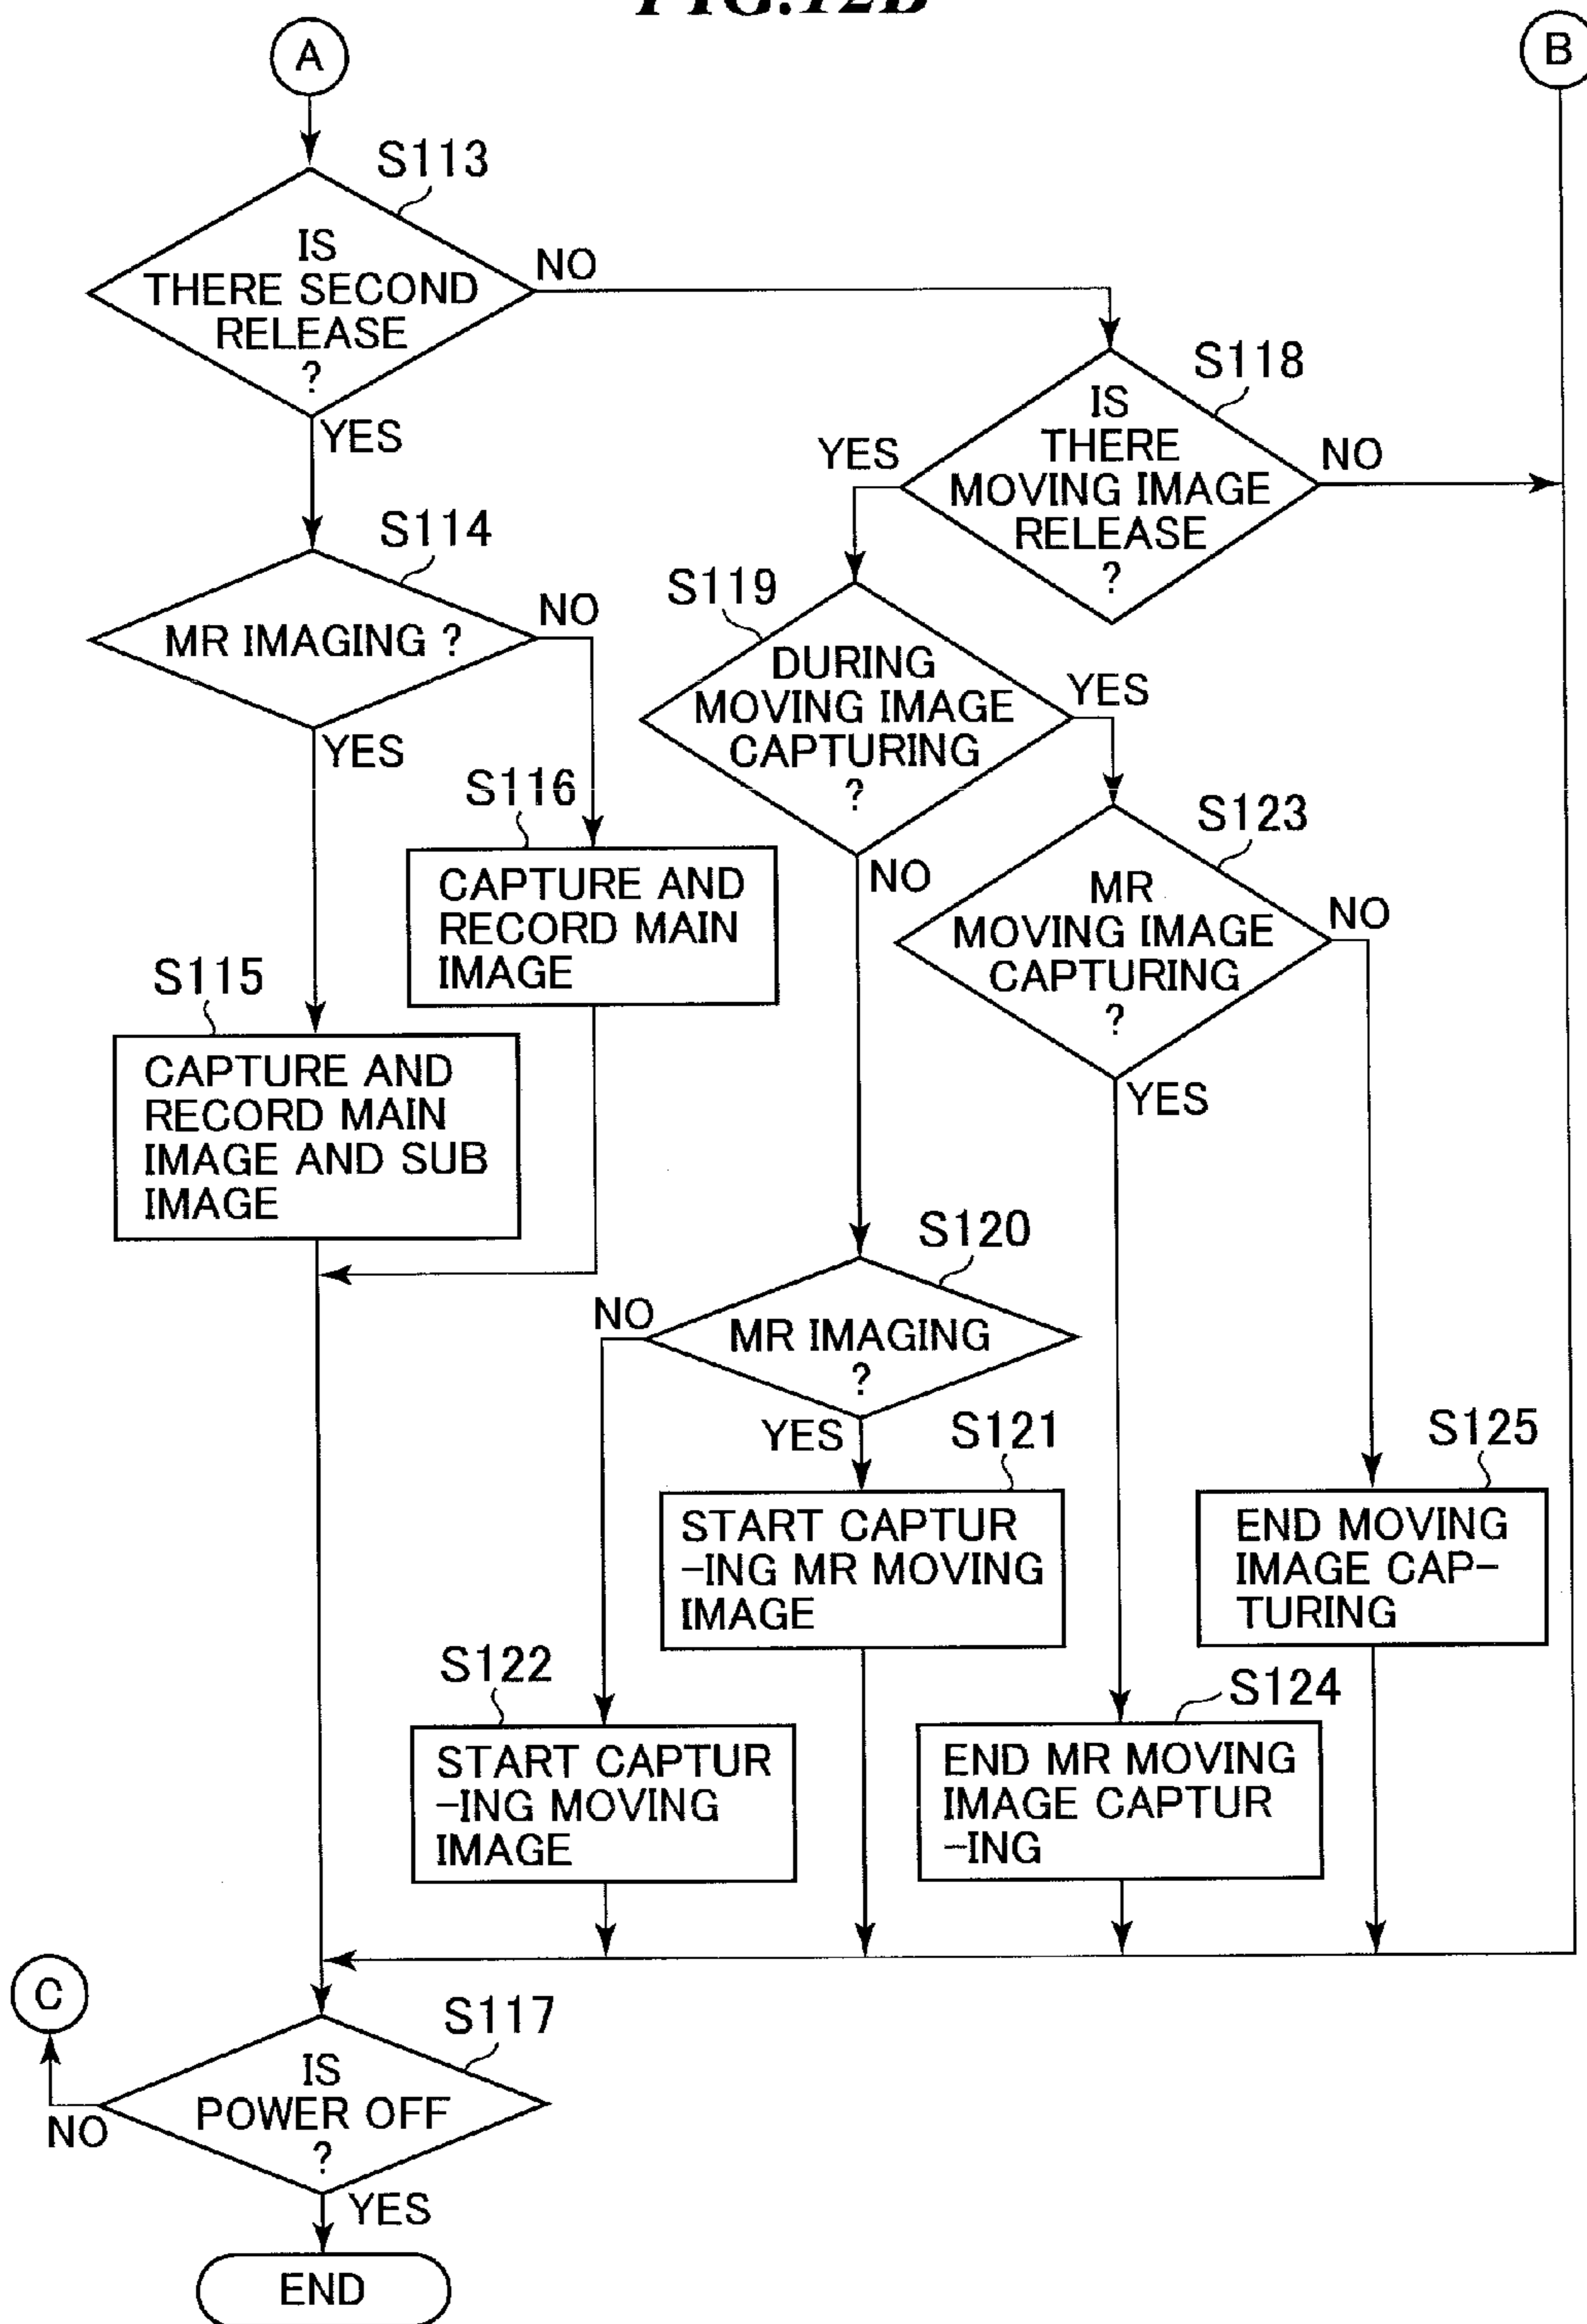 FIG.12B
A
B
S113
IS
THERE SECOND
RELEASE
?
NO
YES
S118
IS
THERE
MOVING IMAGE
RELEASE
?
YES
NO
S114
MR IMAGING ?
NO
YES
S119
DURING
MOVING IMAGE
CAPTURING
?
YES
NO
S116
CAPTURE AND
RECORD MAIN
IMAGE
S123
MR
MOVING IMAGE
CAPTURING
?
NO
YES
S115
CAPTURE AND
RECORD MAIN
IMAGE AND SUB
IMAGE
S120
MR IMAGING
?
NO
YES
S121
START CAPTUR
-ING MR MOVING
IMAGE
S125
END MOVING
IMAGE CAP-
TURING
S122
START CAPTUR
-ING MOVING
IMAGE
S124
END MR MOVING
IMAGE CAPTUR
-ING
C
S117
IS
POWER OFF
?
NO
YES
END